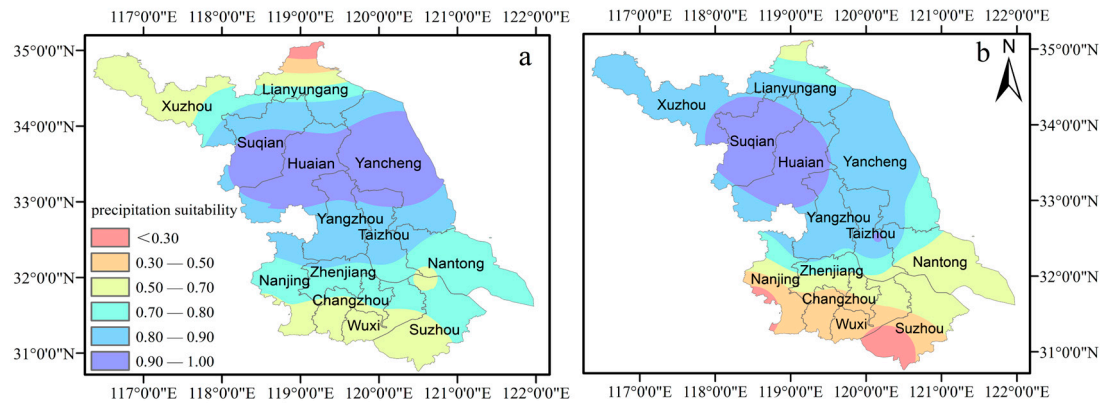 117°0'0"E 118°0'0"E 119°0'0"E 120°0'0"E 121°0'0"E 122°0'0"E
35°0'0"N
34°0'0"N
33°0'0"N
32°0'0"N
31°0'0"N
a
Xuzhou
Lianyungang
Suqian
Huaian
Yancheng
Yangzhou
Taizhou
Nantong
Nanjing
Zhenjiang
Changzhou
Wuxi
Suzhou
precipitation suitability
<0.30
0.30 — 0.50
0.50 — 0.70
0.70 — 0.80
0.80 — 0.90
0.90 — 1.00
117°0'0"E 118°0'0"E 119°0'0"E 120°0'0"E 121°0'0"E 122°0'0"E
117°0'0"E 118°0'0"E 119°0'0"E 120°0'0"E 121°0'0"E 122°0'0"E
b
N
Xuzhou
Lianyungang
Suqian
Huaian
Yancheng
Yangzhou
Taizhou
Nantong
Nanjing
Zhenjiang
Changzhou
Wuxi
Suzhou
35°0'0"N
34°0'0"N
33°0'0"N
32°0'0"N
31°0'0"N
117°0'0"E 118°0'0"E 119°0'0"E 120°0'0"E 121°0'0"E 122°0'0"E